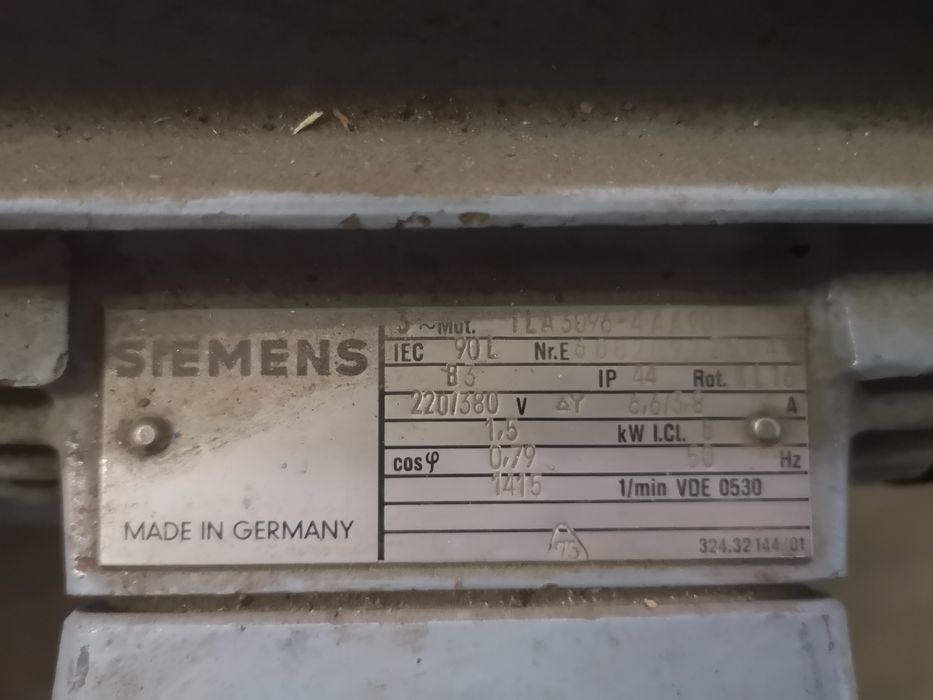 SIEMENS
MADE IN GERMANY
3 ~Mot. 1LA3096-4AA90
IEC 90L Nr.E
B3 IP 44 Rot.
220/380 V △Y 6,6/3,8 A
1,5 kW I.Cl. B
cosφ 0,79 50 Hz
1415 1/min VDE 0530
73 324.32 144/01